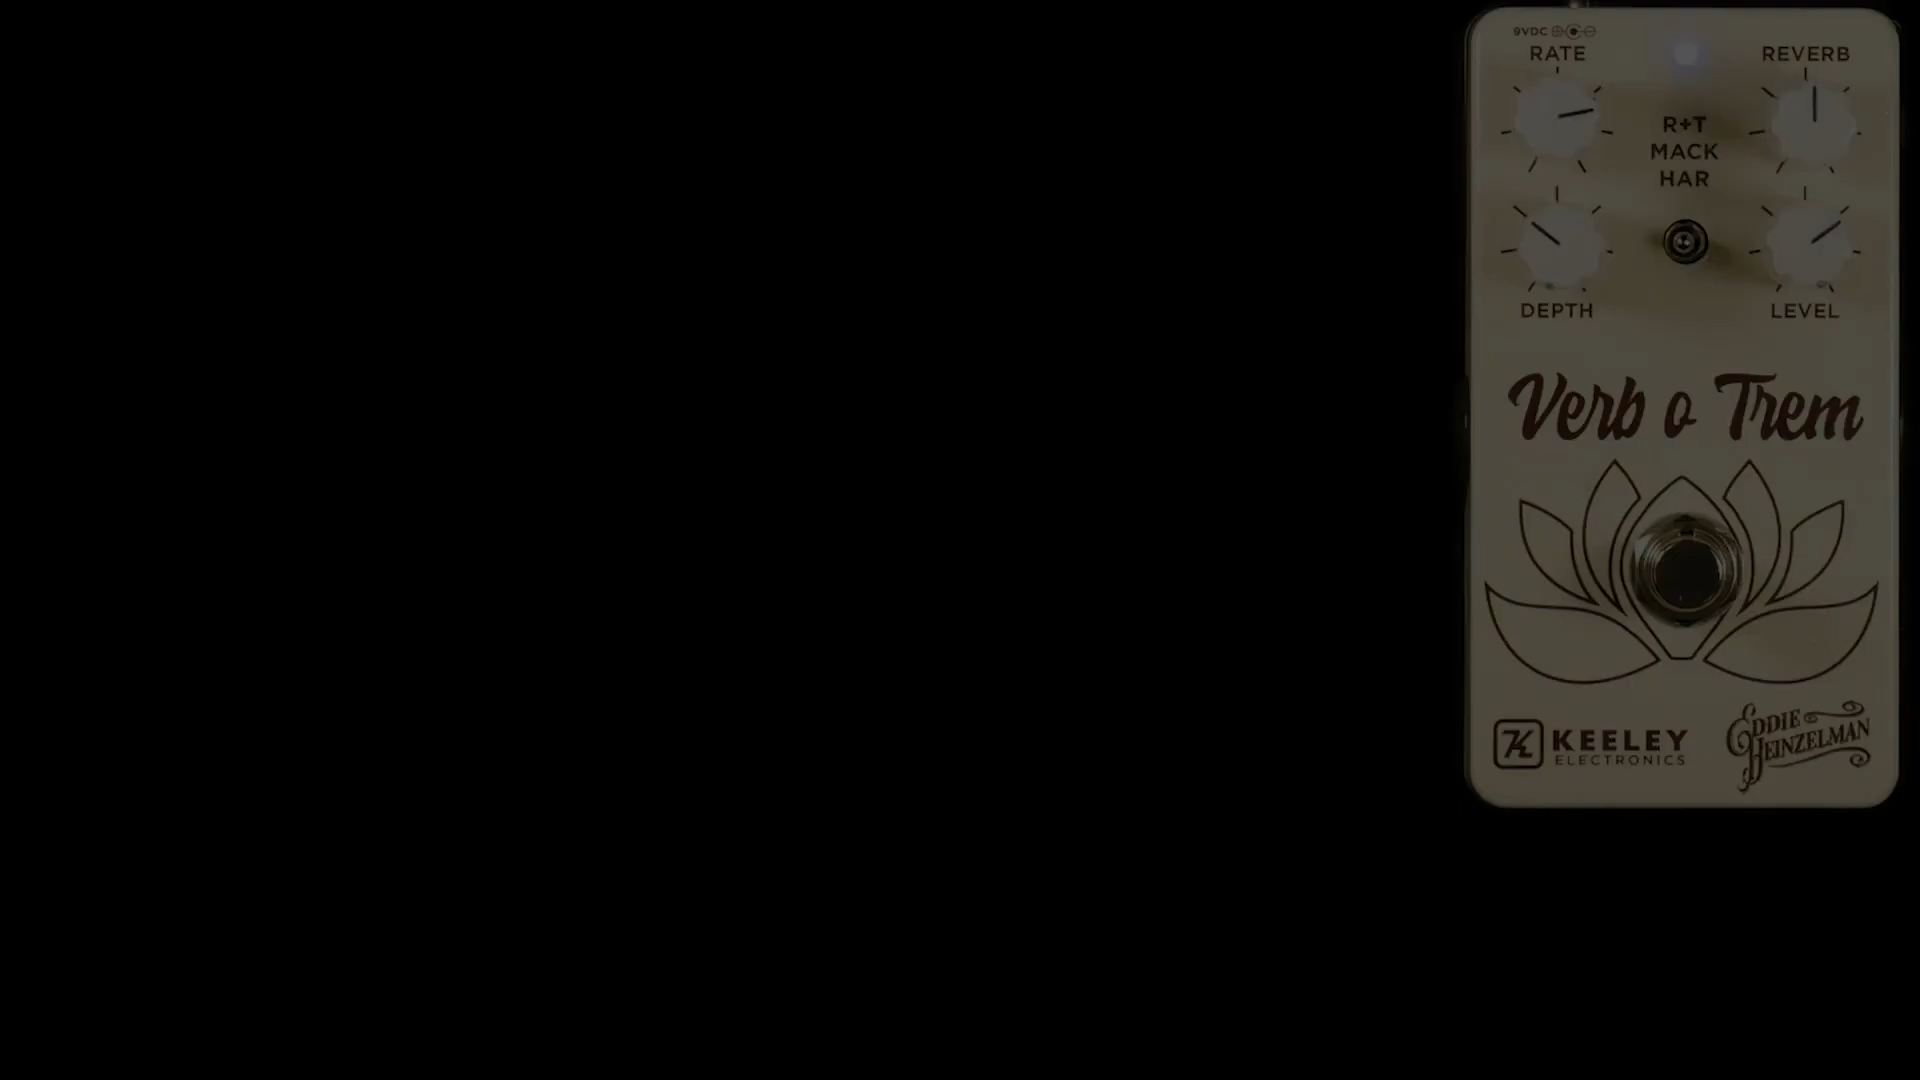 9VDC
RATE
REVERB
R+T
MACK
HAR
DEPTH
LEVEL
Verb o Trem
KEELEY
ELECTRONICS
EDDIE
HEINZELMAN